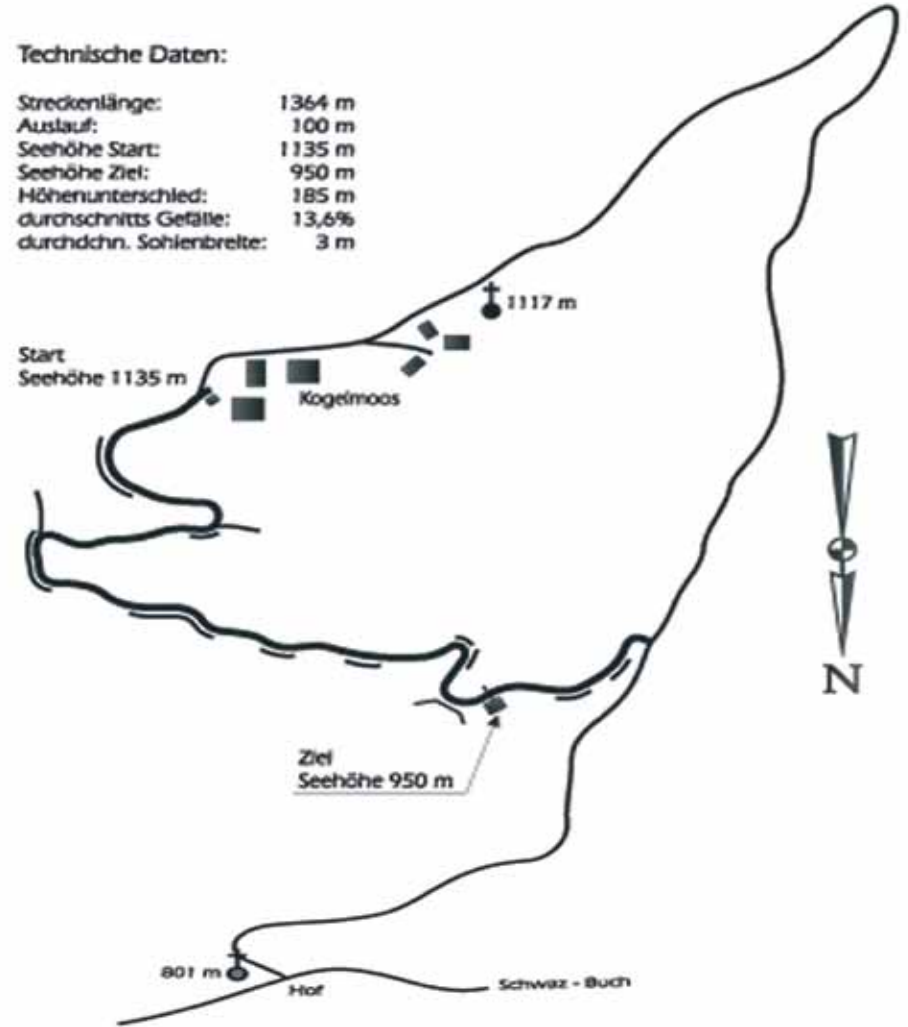 Technische Daten:
Streckenlänge: 1364 m
Auslauf: 100 m
Seehöhe Start: 1135 m
Seehöhe Ziel: 950 m
Höhenunterschied: 185 m
durchschnitts Gefälle: 13,6%
durchdchn. Sohlenbreite: 3 m
1117 m
Start
Seehöhe 1135 m
Kogelmoos
N
Ziel
Seehöhe 950 m
801 m
Hof
Schwaz - Buch